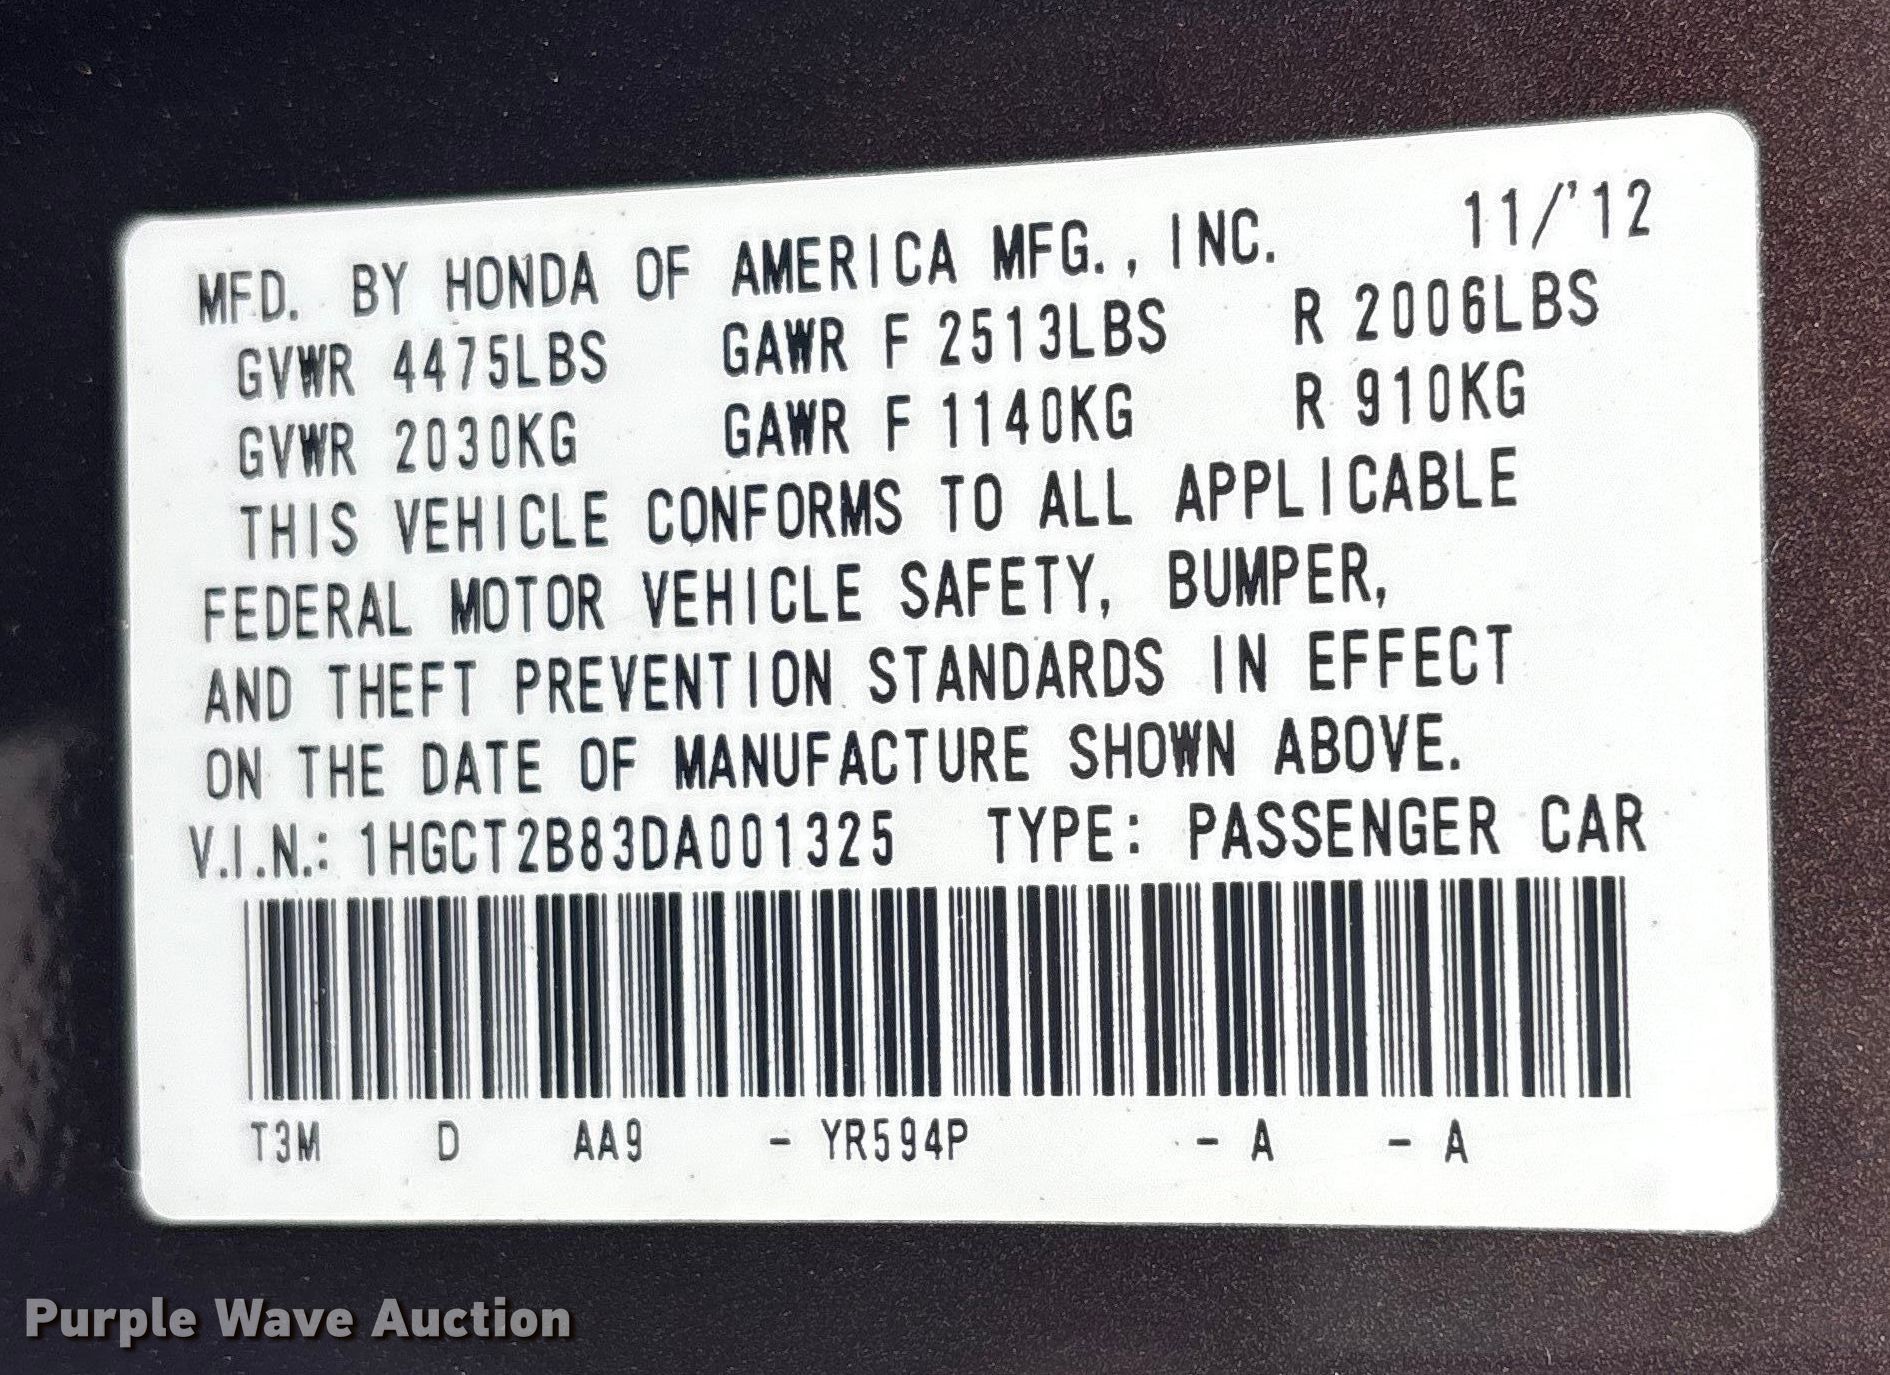 MFD. BY HONDA OF AMERICA MFG., INC. 11/'12
GVWR 4475LBS GAWR F 2513LBS R 2006LBS
GVWR 2030KG GAWR F 1140KG R 910KG
THIS VEHICLE CONFORMS TO ALL APPLICABLE
FEDERAL MOTOR VEHICLE SAFETY, BUMPER,
AND THEFT PREVENTION STANDARDS IN EFFECT
ON THE DATE OF MANUFACTURE SHOWN ABOVE.
V.I.N.: 1HGCT2B83DA001325 TYPE: PASSENGER CAR
T3M D AA9 - YR594P - A - A
Purple Wave Auction